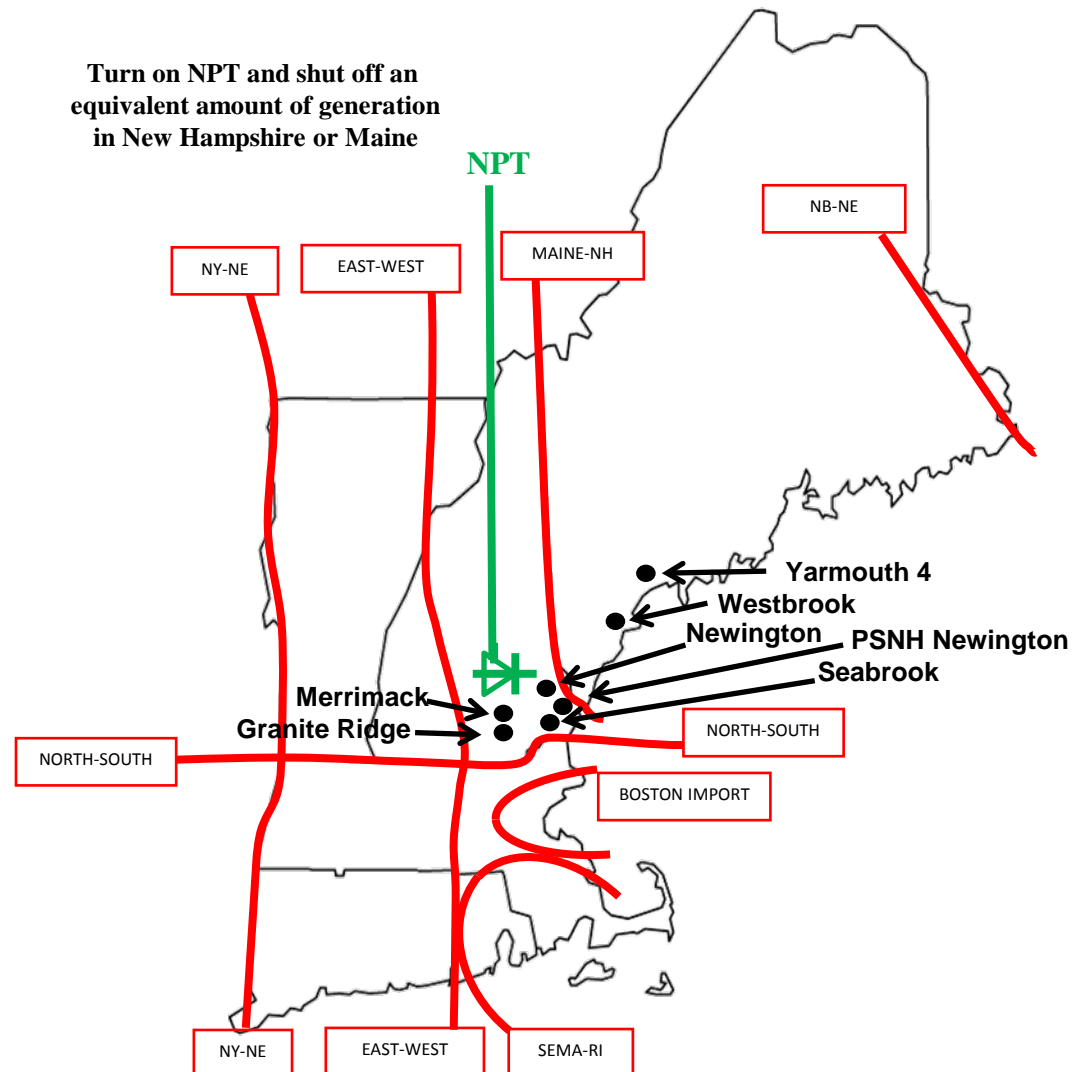 Turn on NPT and shut off an
equivalent amount of generation
in New Hampshire or Maine
NPT
NB-NE
MAINE-NH
EAST-WEST
NY-NE
Yarmouth 4
Westbrook
Newington
PSNH Newington
Seabrook
Merrimack
Granite Ridge
NORTH-SOUTH
NORTH-SOUTH
BOSTON IMPORT
NY-NE
EAST-WEST
SEMA-RI